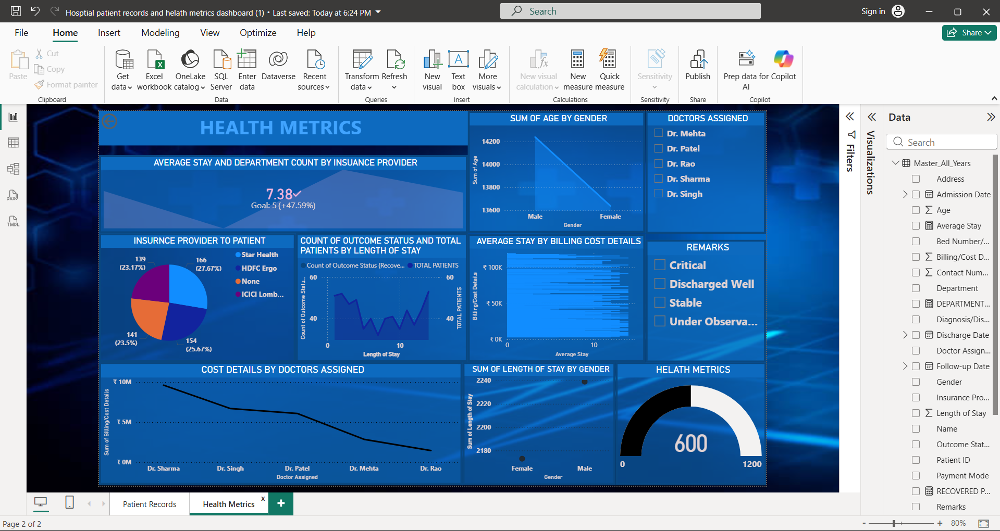 Hosptial patient records and helath metrics dashboard (1) • Last saved: Today at 6:24 PM
Search
Sign in
File
Home
Insert
Modeling
View
Optimize
Help
Share
Paste
Cut
Copy
Format painter
Clipboard
Get data
Excel workbook
OneLake catalog
SQL Server
Enter data
Dataverse
Recent sources
Data
Transform data
Refresh
Queries
New visual
Text box
More visuals
Insert
New visual calculation
New measure
Quick measure
Calculations
Sensitivity
Sensitivity
Publish
Share
Prep data for AI
Copilot
Copilot
DAX
TMDL
HEALTH METRICS
AVERAGE STAY AND DEPARTMENT COUNT BY INSUANCE PROVIDER
7.38
Goal: 5 (+47.59%)
SUM OF AGE BY GENDER
Sum of Age
14200
14000
13800
13600
Male
Female
Gender
DOCTORS ASSIGNED
Dr. Mehta
Dr. Patel
Dr. Rao
Dr. Sharma
Dr. Singh
INSURNCE PROVIDER TO PATIENT
139
(23.17%)
166
(27.67%)
141
(23.5%)
154
(25.67%)
Star Health
HDFC Ergo
None
ICICI Lomb...
COUNT OF OUTCOME STATUS AND TOTAL
PATIENTS BY LENGTH OF STAY
Count of Outcome Status (Recove...
TOTAL PATIENTS
Count of Outcome Statu...
60
40
0
10
60
40
TOTAL PATIENTS
Length of Stay
AVERAGE STAY BY BILLING COST DETAILS
Billing/Cost Details
₹ 100K
₹ 50K
₹ 0K
0
10
Average Stay
REMARKS
Critical
Discharged Well
Stable
Under Observa...
COST DETAILS BY DOCTORS ASSIGNED
Sum of Billing/Cost Details
₹ 10M
₹ 5M
₹ 0M
Dr. Sharma
Dr. Singh
Dr. Patel
Dr. Mehta
Dr. Rao
Doctor Assigned
SUM OF LENGTH OF STAY BY GENDER
Sum of Length of Stay
2240
2220
2200
2180
Female
Male
Gender
HELATH METRICS
600
0
1200
Filters
Visualizations
Data
Search
Master_All_Years
Address
Admission Date
Age
Average Stay
Bed Number/...
Billing/Cost D...
Contact Num...
Department
DEPARTMENT...
Diagnosis/Dis...
Discharge Date
Doctor Assign...
Follow-up Date
Gender
Insurance Pro...
Length of Stay
Name
Outcome Stat...
Patient ID
Payment Mode
RECOVERED P...
Remarks
Patient Records
Health Metrics
x
+
Page 2 of 2
- + 80%